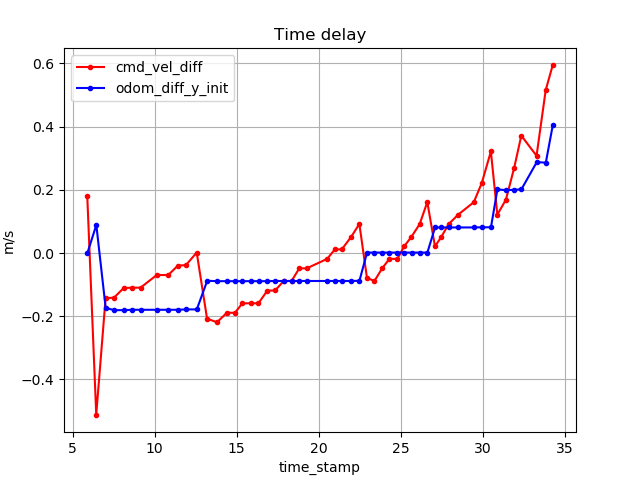 Time delay
cmd_vel_diff
odom_diff_y_init
0.6
0.4
0.2
0.0
−0.2
−0.4
m/s
5 10 15 20 25 30 35
time_stamp